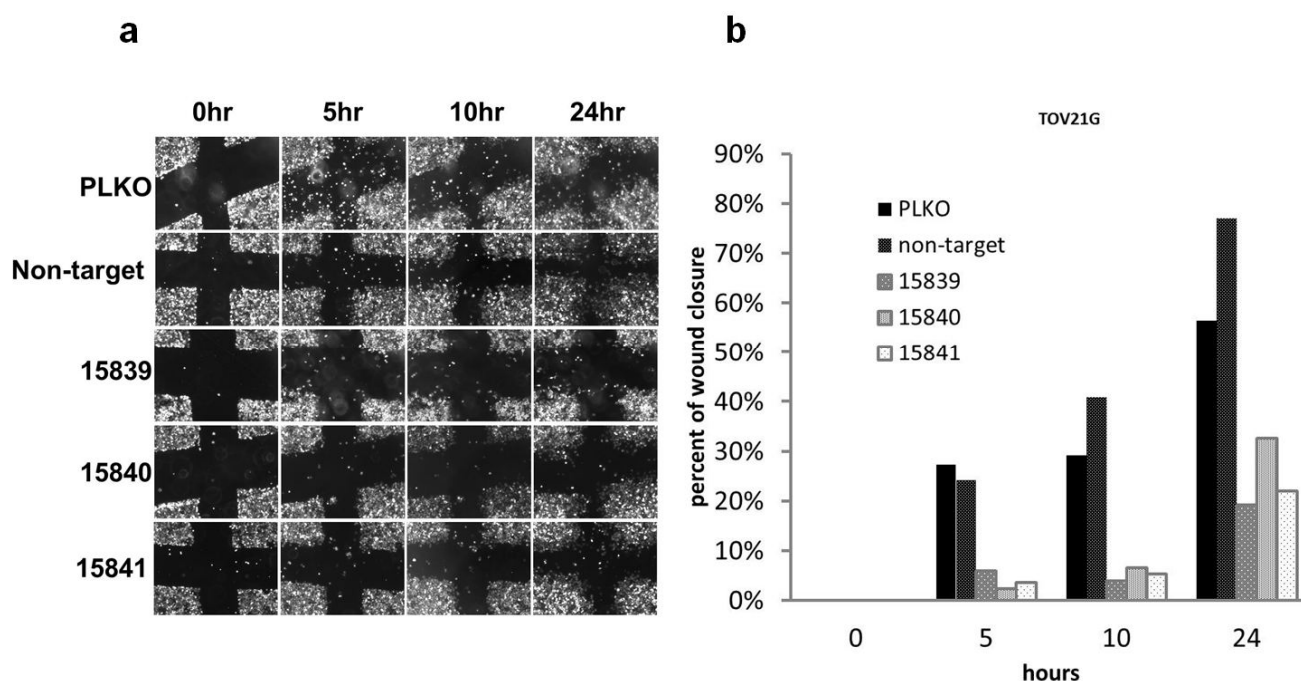 a
0hr 5hr 10hr 24hr
PLKO
Non-target
15839
15840
15841
b
TOV21G
percent of wound closure
90%
80%
70%
60%
50%
40%
30%
20%
10%
0%
PLKO
non-target
15839
15840
15841
0 5 10 24
hours